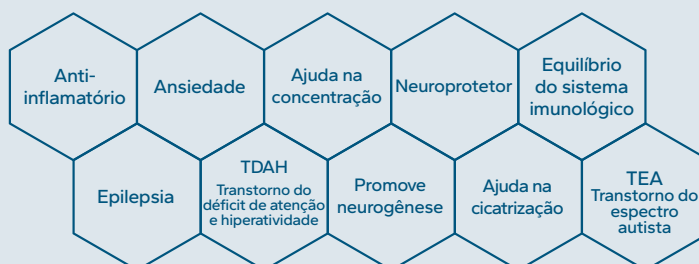 Anti-
inflamatório
Ansiedade
Ajuda na
concentração
Neuroprotetor
Equilíbrio
do sistema
imunológico
Epilepsia
TDAH
Transtorno do
déficit de atenção
e hiperatividade
Promove
neurogênese
Ajuda na
cicatrização
TEA
Transtorno do
espectro
autista